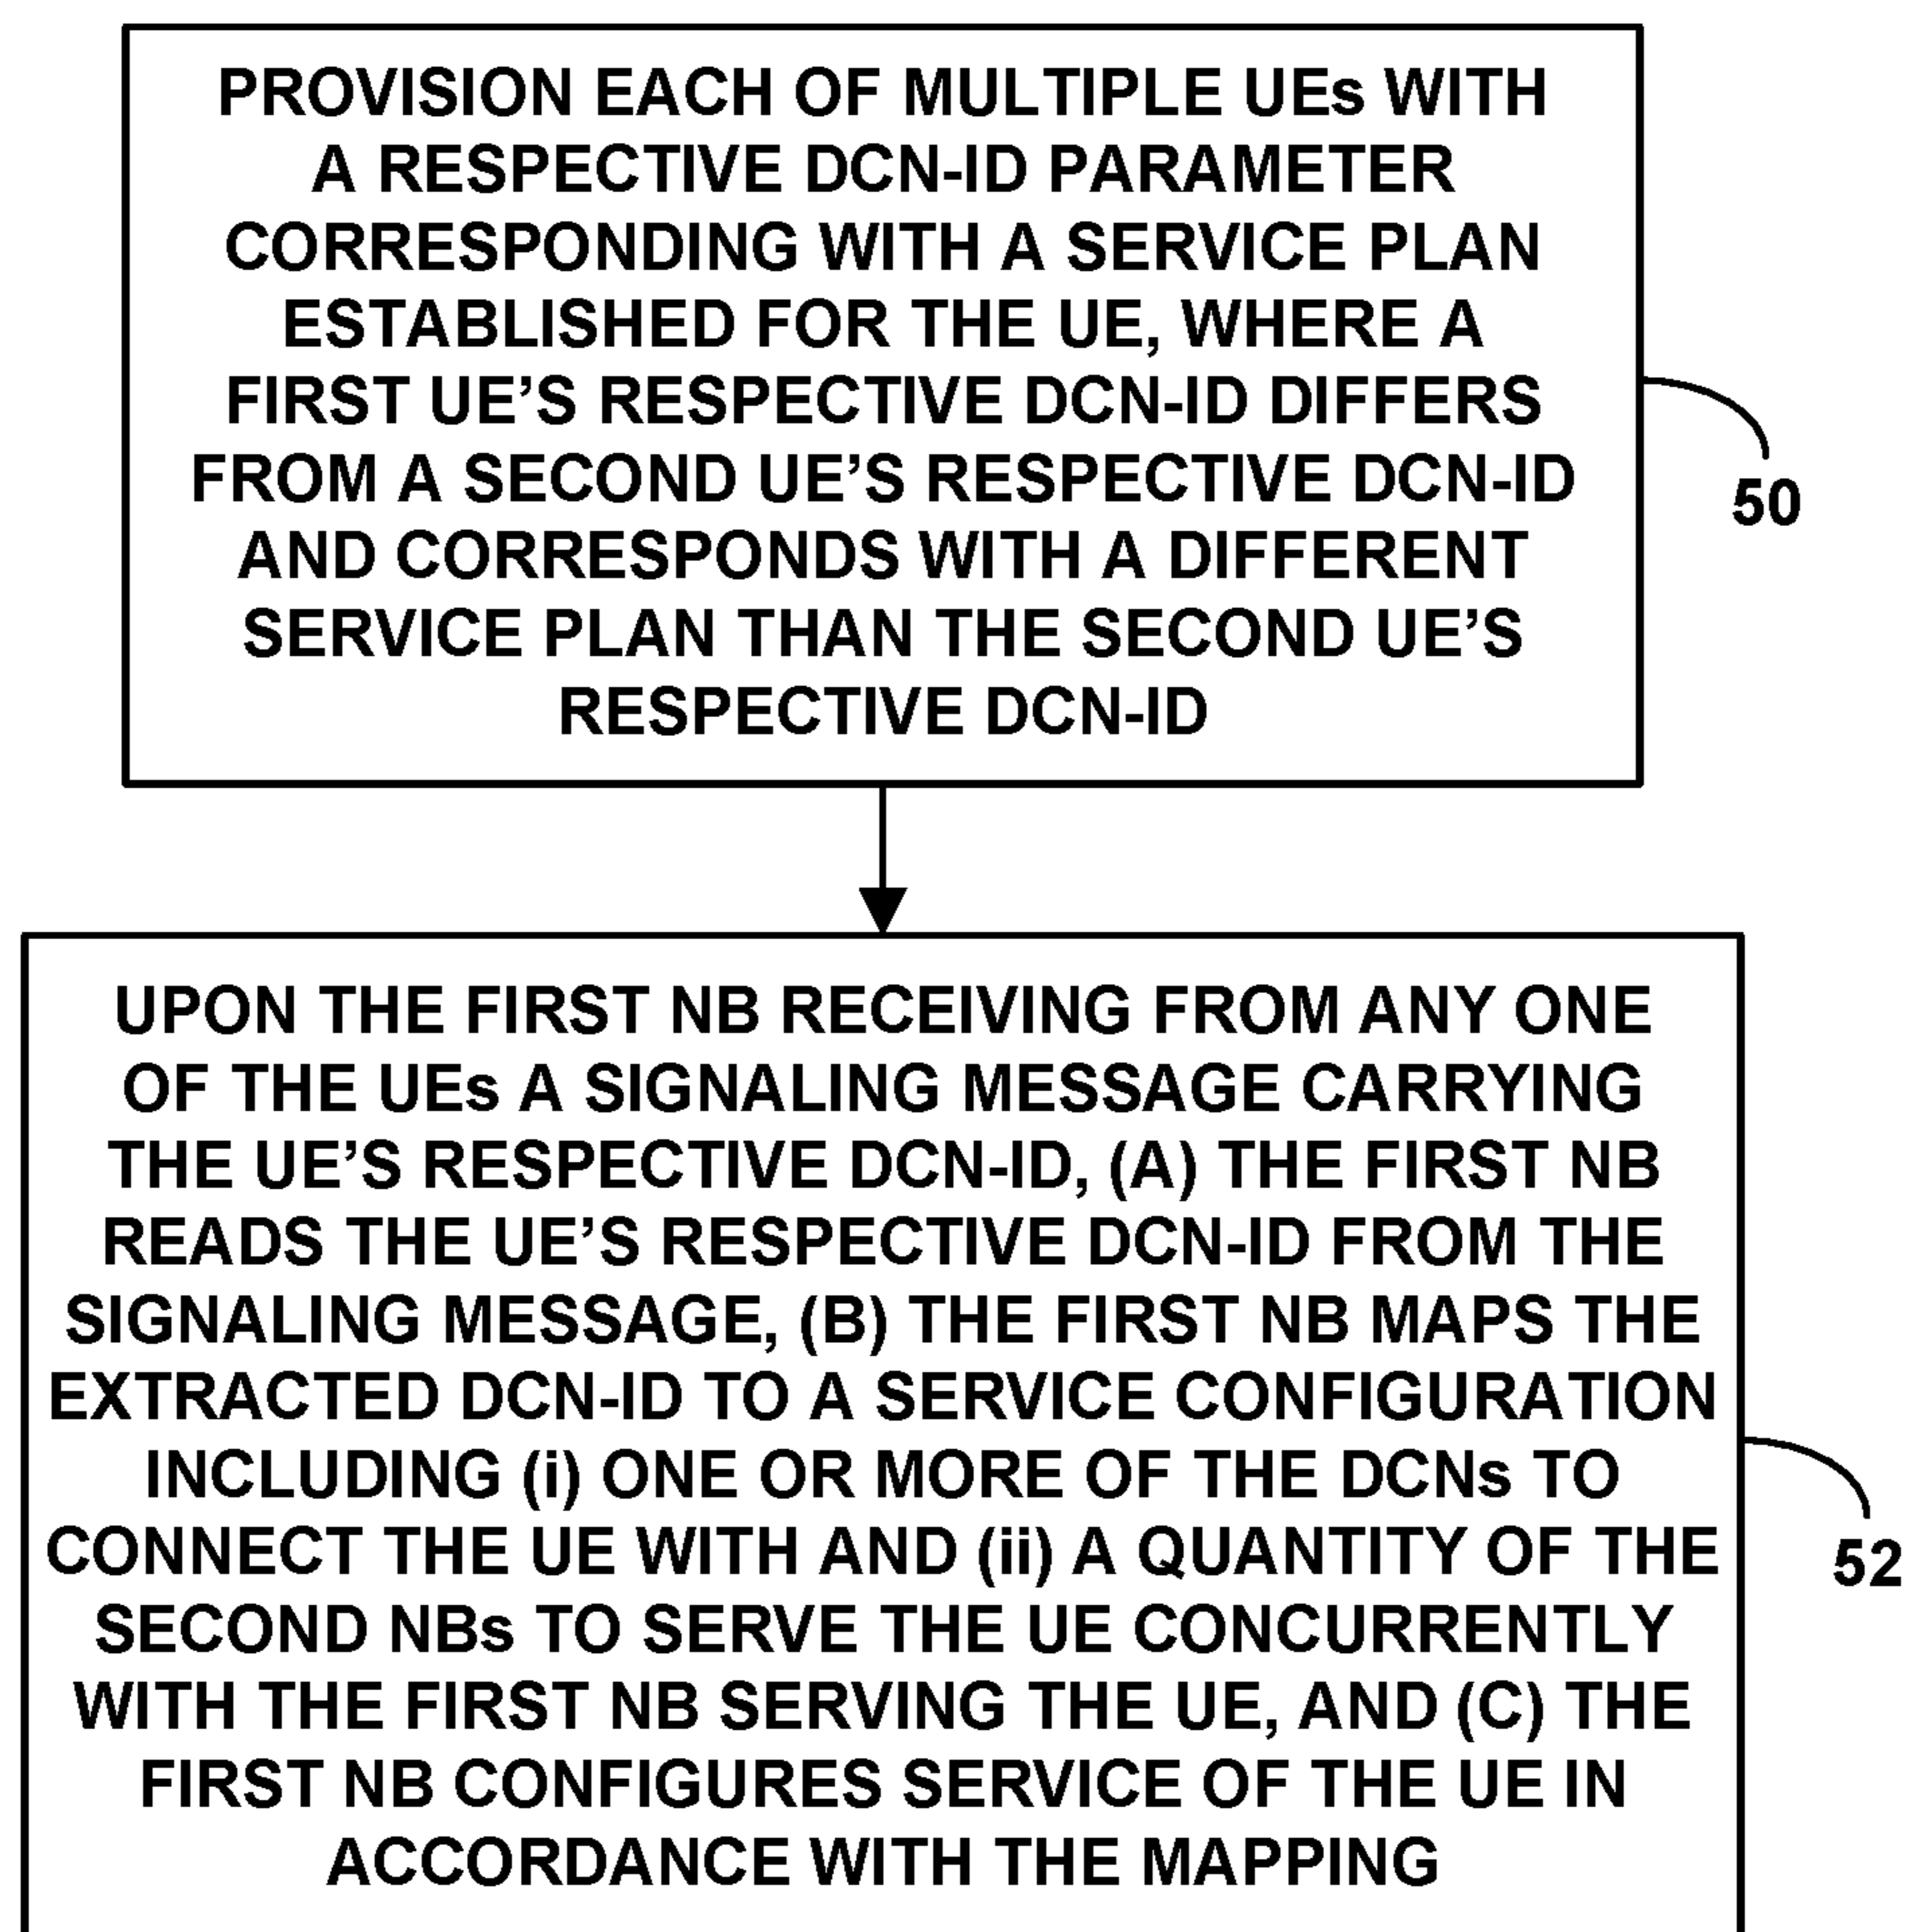 PROVISION EACH OF MULTIPLE UEs WITH
A RESPECTIVE DCN-ID PARAMETER
CORRESPONDING WITH A SERVICE PLAN
ESTABLISHED FOR THE UE, WHERE A
FIRST UE’S RESPECTIVE DCN-ID DIFFERS
FROM A SECOND UE’S RESPECTIVE DCN-ID
AND CORRESPONDS WITH A DIFFERENT
SERVICE PLAN THAN THE SECOND UE’S
RESPECTIVE DCN-ID
50
UPON THE FIRST NB RECEIVING FROM ANY ONE
OF THE UEs A SIGNALING MESSAGE CARRYING
THE UE’S RESPECTIVE DCN-ID, (A) THE FIRST NB
READS THE UE’S RESPECTIVE DCN-ID FROM THE
SIGNALING MESSAGE, (B) THE FIRST NB MAPS THE
EXTRACTED DCN-ID TO A SERVICE CONFIGURATION
INCLUDING (i) ONE OR MORE OF THE DCNs TO
CONNECT THE UE WITH AND (ii) A QUANTITY OF THE
SECOND NBs TO SERVE THE UE CONCURRENTLY
WITH THE FIRST NB SERVING THE UE, AND (C) THE
FIRST NB CONFIGURES SERVICE OF THE UE IN
ACCORDANCE WITH THE MAPPING
52